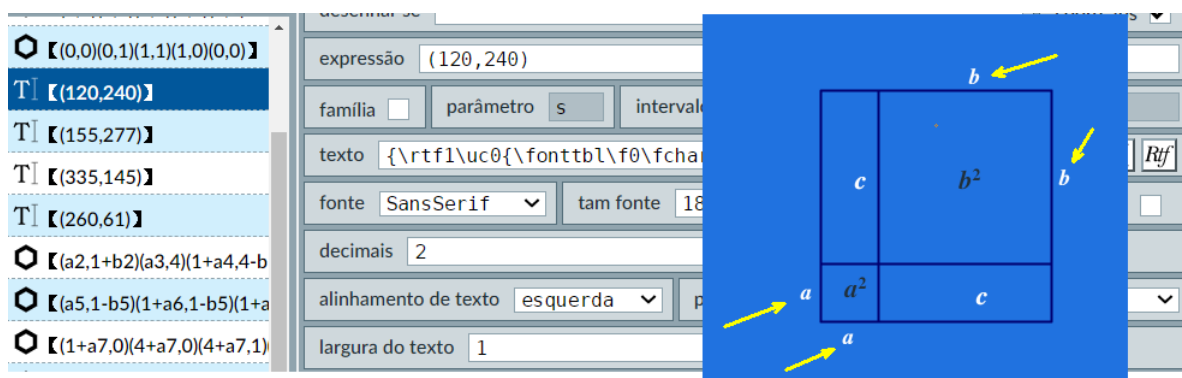 【(0,0)(0,1)(1,1)(1,0)(0,0)】
T 【(120,240)】
T 【(155,277)】
T 【(335,145)】
T 【(260,61)】
【(a2,1+b2)(a3,4)(1+a4,4-b
【(a5,1-b5)(1+a6,1-b5)(1+a
【(1+a7,0)(4+a7,0)(4+a7,1)
expressão (120,240)
família parâmetro s
texto {\rtf1\uc0{\fonttbl\f0\fchar Rtf
fonte SansSerif tam fonte 18
decimais 2
alinhamento de texto esquerda
largura do texto 1
b
c b² b
a a² c
a